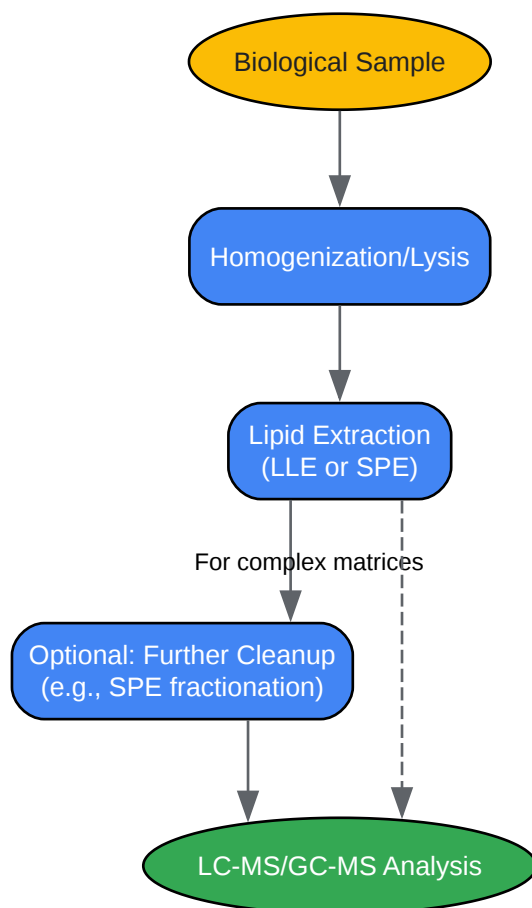 Biological Sample
Homogenization/Lysis
Lipid Extraction
(LLE or SPE)
For complex matrices
Optional: Further Cleanup
(e.g., SPE fractionation)
LC-MS/GC-MS Analysis